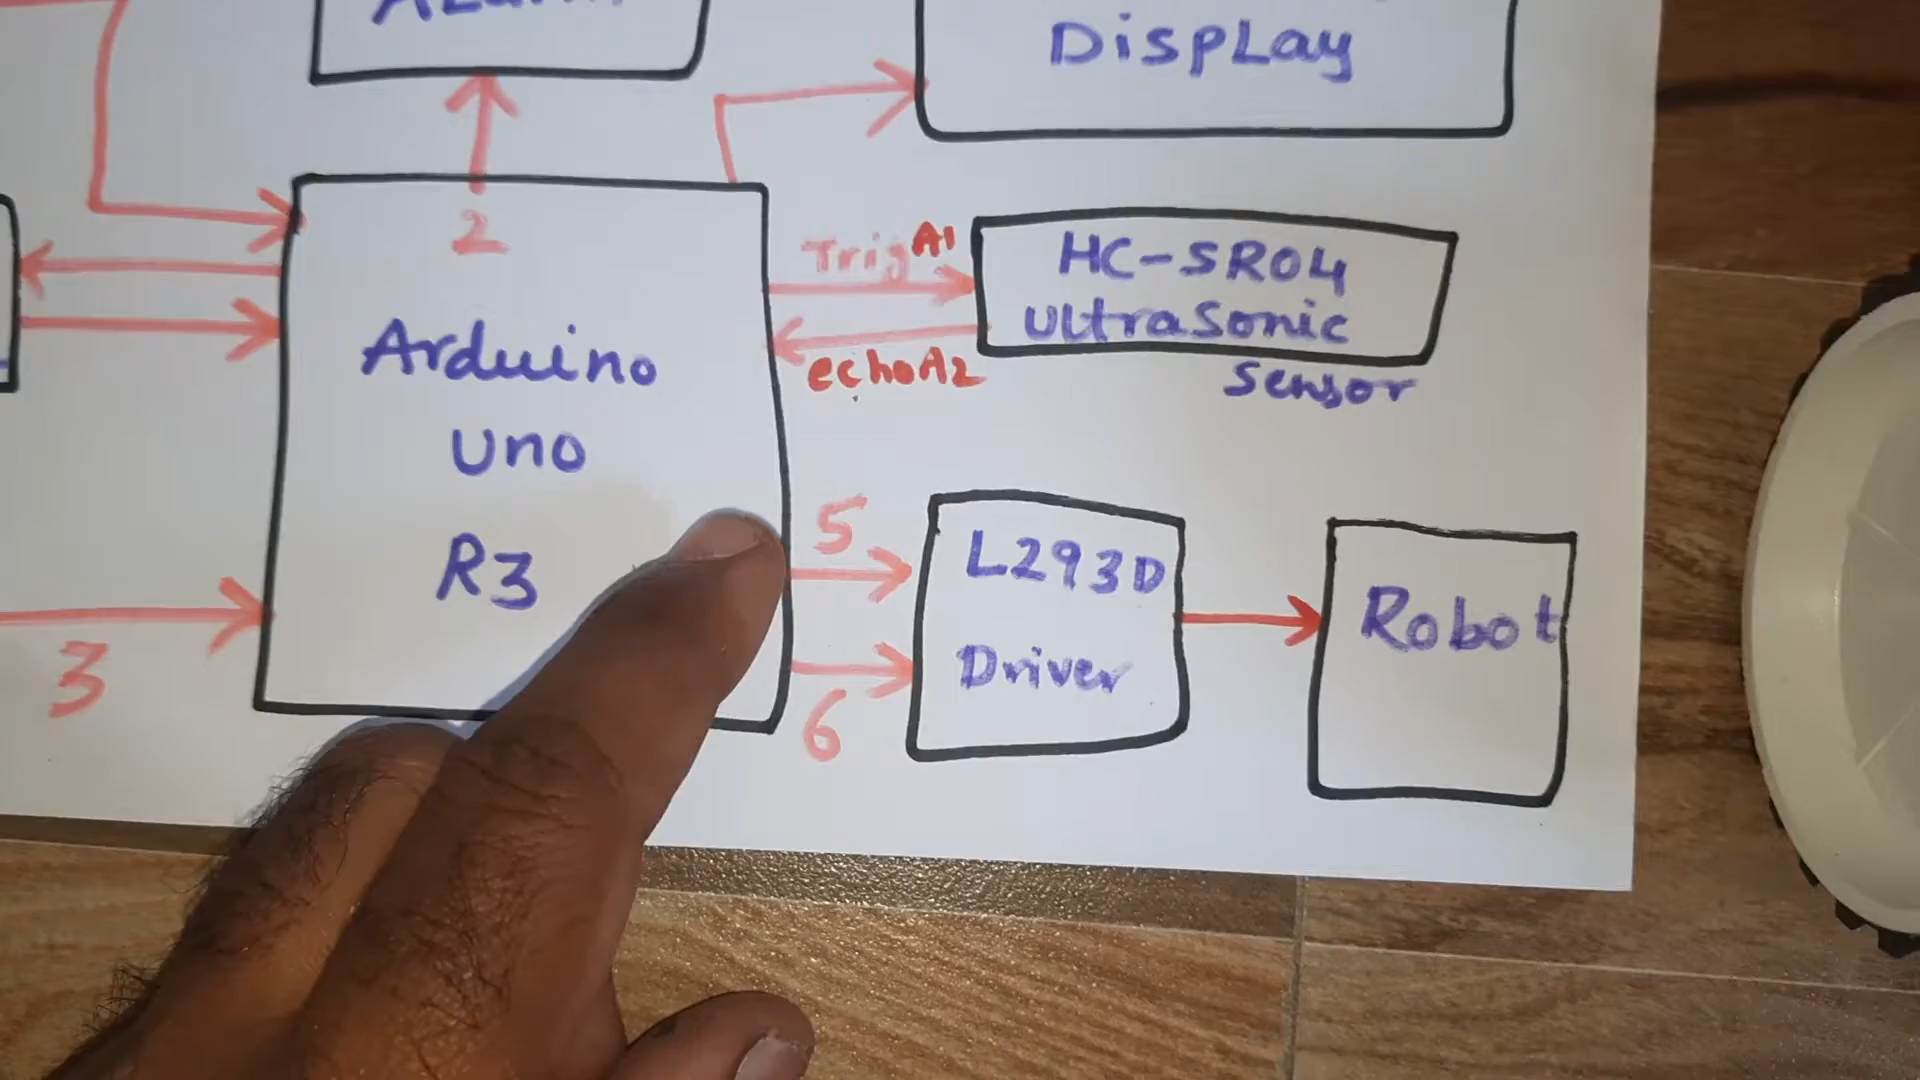 DispLay
2
Trig A1
HC-SR04
Ultrasonic
Sensor
echo A2
Arduino
Uno
R3
5
L293D
Driver
6
Robot
3